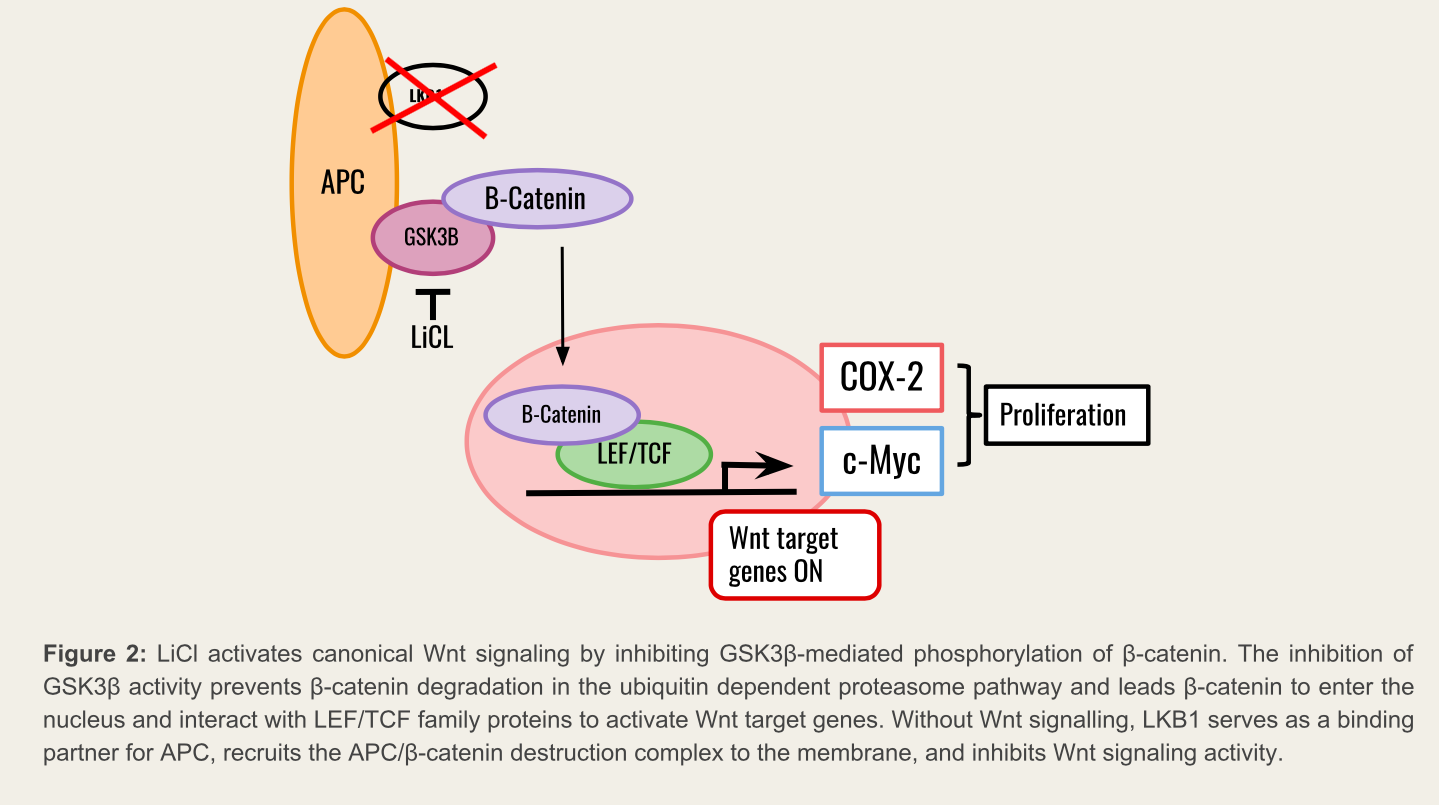 LKB1
APC
B-Catenin
GSK3B
LiCL
COX-2
B-Catenin
Proliferation
LEF/TCF
c-Myc
Wnt target
genes ON
Figure 2: LiCl activates canonical Wnt signaling by inhibiting GSK3β-mediated phosphorylation of β-catenin. The inhibition of
GSK3β activity prevents β-catenin degradation in the ubiquitin dependent proteasome pathway and leads β-catenin to enter the
nucleus and interact with LEF/TCF family proteins to activate Wnt target genes. Without Wnt signalling, LKB1 serves as a binding
partner for APC, recruits the APC/β-catenin destruction complex to the membrane, and inhibits Wnt signaling activity.